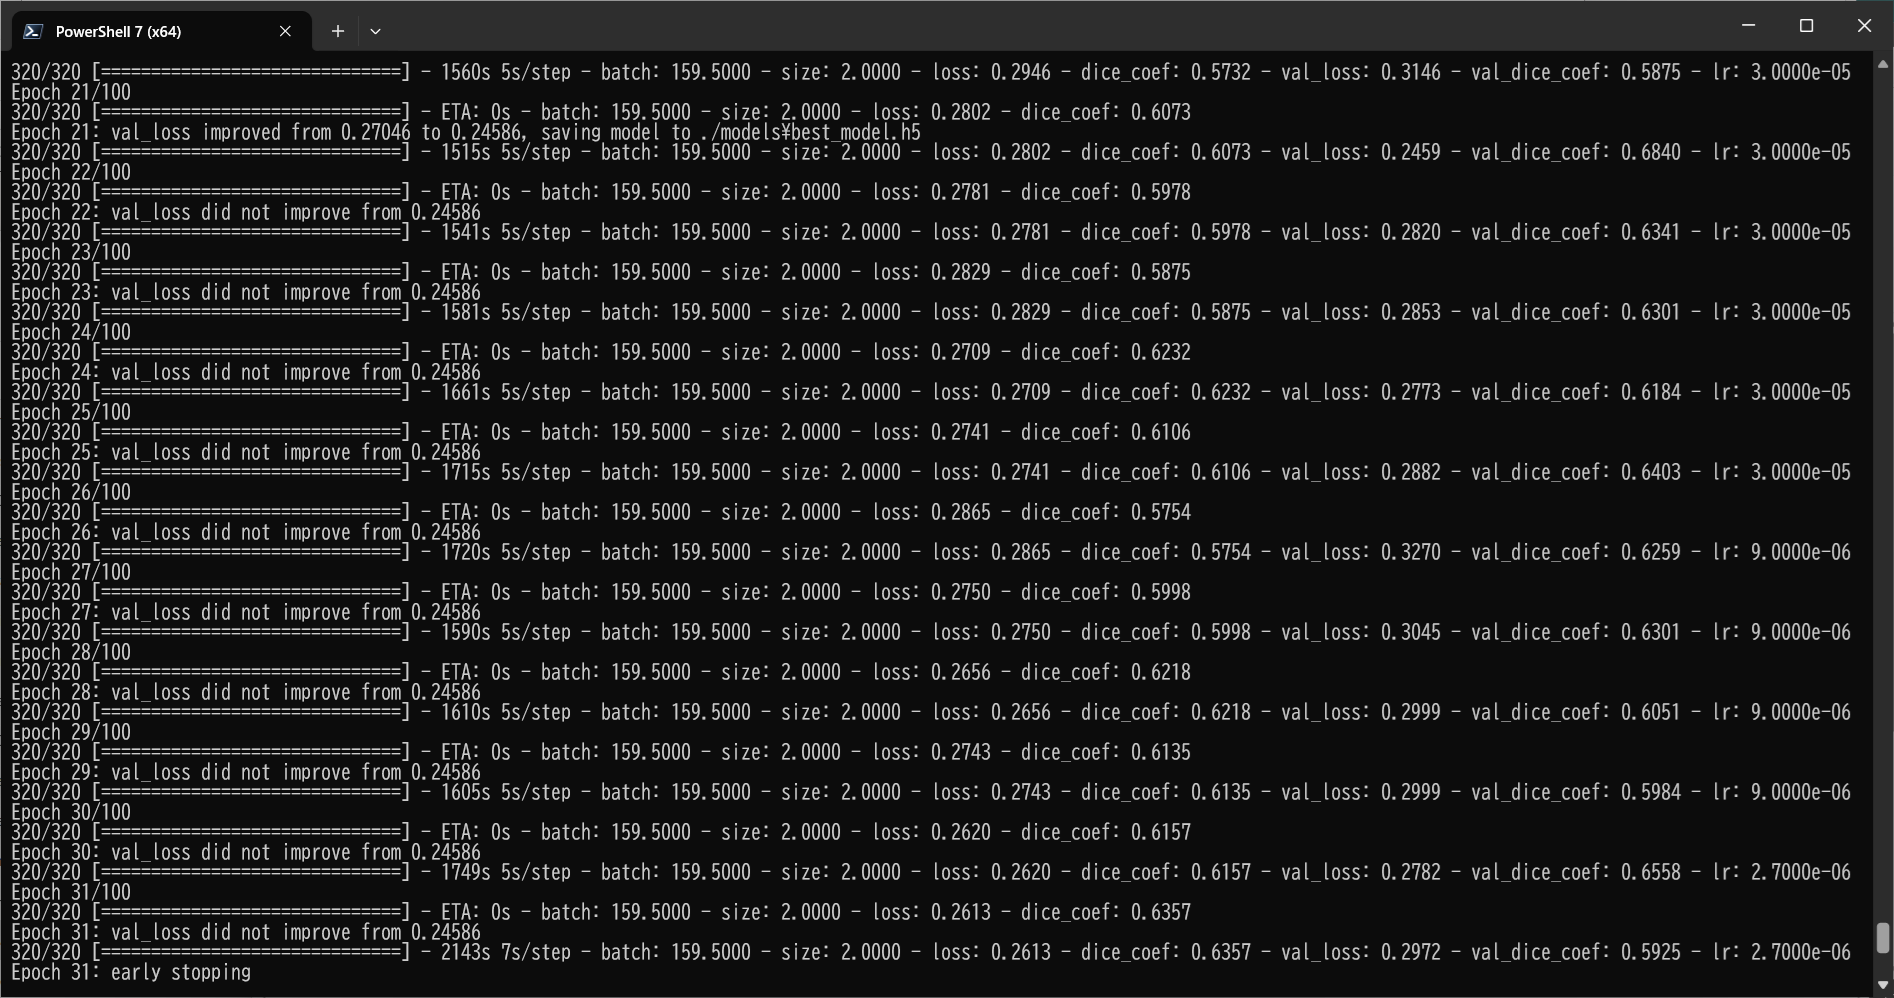 PowerShell 7 (x64)
320/320 [==============================] - 1560s 5s/step - batch: 159.5000 - size: 2.0000 - loss: 0.2946 - dice_coef: 0.5732 - val_loss: 0.3146 - val_dice_coef: 0.5875 - lr: 3.0000e-05
Epoch 21/100
320/320 [==============================] - ETA: 0s - batch: 159.5000 - size: 2.0000 - loss: 0.2802 - dice_coef: 0.6073
Epoch 21: val_loss improved from 0.27046 to 0.24586, saving model to ./models¥best_model.h5
320/320 [==============================] - 1515s 5s/step - batch: 159.5000 - size: 2.0000 - loss: 0.2802 - dice_coef: 0.6073 - val_loss: 0.2459 - val_dice_coef: 0.6840 - lr: 3.0000e-05
Epoch 22/100
320/320 [==============================] - ETA: 0s - batch: 159.5000 - size: 2.0000 - loss: 0.2781 - dice_coef: 0.5978
Epoch 22: val_loss did not improve from 0.24586
320/320 [==============================] - 1541s 5s/step - batch: 159.5000 - size: 2.0000 - loss: 0.2781 - dice_coef: 0.5978 - val_loss: 0.2820 - val_dice_coef: 0.6341 - lr: 3.0000e-05
Epoch 23/100
320/320 [==============================] - ETA: 0s - batch: 159.5000 - size: 2.0000 - loss: 0.2829 - dice_coef: 0.5875
Epoch 23: val_loss did not improve from 0.24586
320/320 [==============================] - 1581s 5s/step - batch: 159.5000 - size: 2.0000 - loss: 0.2829 - dice_coef: 0.5875 - val_loss: 0.2853 - val_dice_coef: 0.6301 - lr: 3.0000e-05
Epoch 24/100
320/320 [==============================] - ETA: 0s - batch: 159.5000 - size: 2.0000 - loss: 0.2709 - dice_coef: 0.6232
Epoch 24: val_loss did not improve from 0.24586
320/320 [==============================] - 1661s 5s/step - batch: 159.5000 - size: 2.0000 - loss: 0.2709 - dice_coef: 0.6232 - val_loss: 0.2773 - val_dice_coef: 0.6184 - lr: 3.0000e-05
Epoch 25/100
320/320 [==============================] - ETA: 0s - batch: 159.5000 - size: 2.0000 - loss: 0.2741 - dice_coef: 0.6106
Epoch 25: val_loss did not improve from 0.24586
320/320 [==============================] - 1715s 5s/step - batch: 159.5000 - size: 2.0000 - loss: 0.2741 - dice_coef: 0.6106 - val_loss: 0.2882 - val_dice_coef: 0.6403 - lr: 3.0000e-05
Epoch 26/100
320/320 [==============================] - ETA: 0s - batch: 159.5000 - size: 2.0000 - loss: 0.2865 - dice_coef: 0.5754
Epoch 26: val_loss did not improve from 0.24586
320/320 [==============================] - 1720s 5s/step - batch: 159.5000 - size: 2.0000 - loss: 0.2865 - dice_coef: 0.5754 - val_loss: 0.3270 - val_dice_coef: 0.6259 - lr: 9.0000e-06
Epoch 27/100
320/320 [==============================] - ETA: 0s - batch: 159.5000 - size: 2.0000 - loss: 0.2750 - dice_coef: 0.5998
Epoch 27: val_loss did not improve from 0.24586
320/320 [==============================] - 1590s 5s/step - batch: 159.5000 - size: 2.0000 - loss: 0.2750 - dice_coef: 0.5998 - val_loss: 0.3045 - val_dice_coef: 0.6301 - lr: 9.0000e-06
Epoch 28/100
320/320 [==============================] - ETA: 0s - batch: 159.5000 - size: 2.0000 - loss: 0.2656 - dice_coef: 0.6218
Epoch 28: val_loss did not improve from 0.24586
320/320 [==============================] - 1610s 5s/step - batch: 159.5000 - size: 2.0000 - loss: 0.2656 - dice_coef: 0.6218 - val_loss: 0.2999 - val_dice_coef: 0.6051 - lr: 9.0000e-06
Epoch 29/100
320/320 [==============================] - ETA: 0s - batch: 159.5000 - size: 2.0000 - loss: 0.2743 - dice_coef: 0.6135
Epoch 29: val_loss did not improve from 0.24586
320/320 [==============================] - 1605s 5s/step - batch: 159.5000 - size: 2.0000 - loss: 0.2743 - dice_coef: 0.6135 - val_loss: 0.2999 - val_dice_coef: 0.5984 - lr: 9.0000e-06
Epoch 30/100
320/320 [==============================] - ETA: 0s - batch: 159.5000 - size: 2.0000 - loss: 0.2620 - dice_coef: 0.6157
Epoch 30: val_loss did not improve from 0.24586
320/320 [==============================] - 1749s 5s/step - batch: 159.5000 - size: 2.0000 - loss: 0.2620 - dice_coef: 0.6157 - val_loss: 0.2782 - val_dice_coef: 0.6558 - lr: 2.7000e-06
Epoch 31/100
320/320 [==============================] - ETA: 0s - batch: 159.5000 - size: 2.0000 - loss: 0.2613 - dice_coef: 0.6357
Epoch 31: val_loss did not improve from 0.24586
320/320 [==============================] - 2143s 7s/step - batch: 159.5000 - size: 2.0000 - loss: 0.2613 - dice_coef: 0.6357 - val_loss: 0.2972 - val_dice_coef: 0.5925 - lr: 2.7000e-06
Epoch 31: early stopping